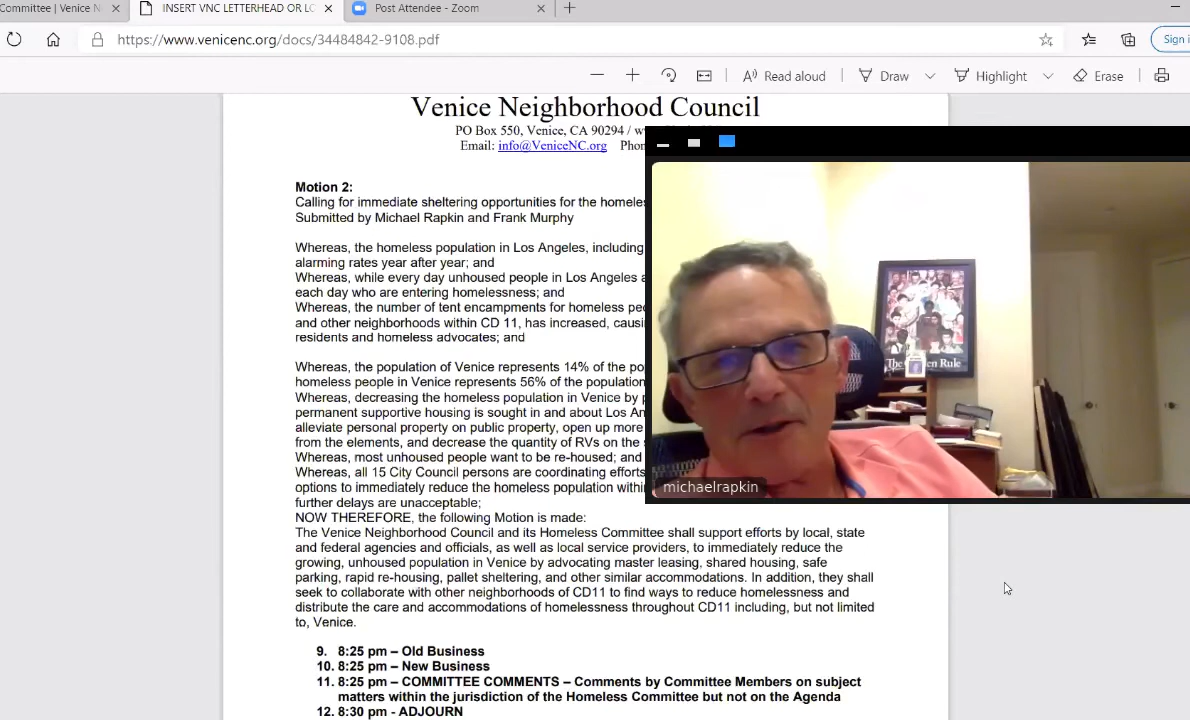 Committee | Venice N
INSERT VNC LETTERHEAD OR LC
Post Attendee - Zoom
https://www.venicenc.org/docs/34484842-9108.pdf
Sign i
Read aloud
Draw
Highlight
Erase
Venice Neighborhood Council
PO Box 550, Venice, CA 90294 /
Email: info@VeniceNC.org Phon
Motion 2:
Calling for immediate sheltering opportunities for the homeles
Submitted by Michael Rapkin and Frank Murphy
Whereas, the homeless population in Los Angeles, including
alarming rates year after year; and
Whereas, while every day unhoused people in Los Angeles a
each day who are entering homelessness; and
Whereas, the number of tent encampments for homeless peo
and other neighborhoods within CD 11, has increased, causi
residents and homeless advocates; and
Whereas, the population of Venice represents 14% of the po
homeless people in Venice represents 56% of the population
Whereas, decreasing the homeless population in Venice by p
permanent supportive housing is sought in and about Los An
alleviate personal property on public property, open up more
from the elements, and decrease the quantity of RVs on the s
Whereas, most unhoused people want to be re-housed; and
Whereas, all 15 City Council persons are coordinating efforts
options to immediately reduce the homeless population within
further delays are unacceptable;
NOW THEREFORE, the following Motion is made:
The Venice Neighborhood Council and its Homeless Committee shall support efforts by local, state
and federal agencies and officials, as well as local service providers, to immediately reduce the
growing, unhoused population in Venice by advocating master leasing, shared housing, safe
parking, rapid re-housing, pallet sheltering, and other similar accommodations. In addition, they shall
seek to collaborate with other neighborhoods of CD11 to find ways to reduce homelessness and
distribute the care and accommodations of homelessness throughout CD11 including, but not limited
to, Venice.
9. 8:25 pm – Old Business
10. 8:25 pm – New Business
11. 8:25 pm – COMMITTEE COMMENTS – Comments by Committee Members on subject
matters within the jurisdiction of the Homeless Committee but not on the Agenda
12. 8:30 pm - ADJOURN
The en Rule
michaelrapkin